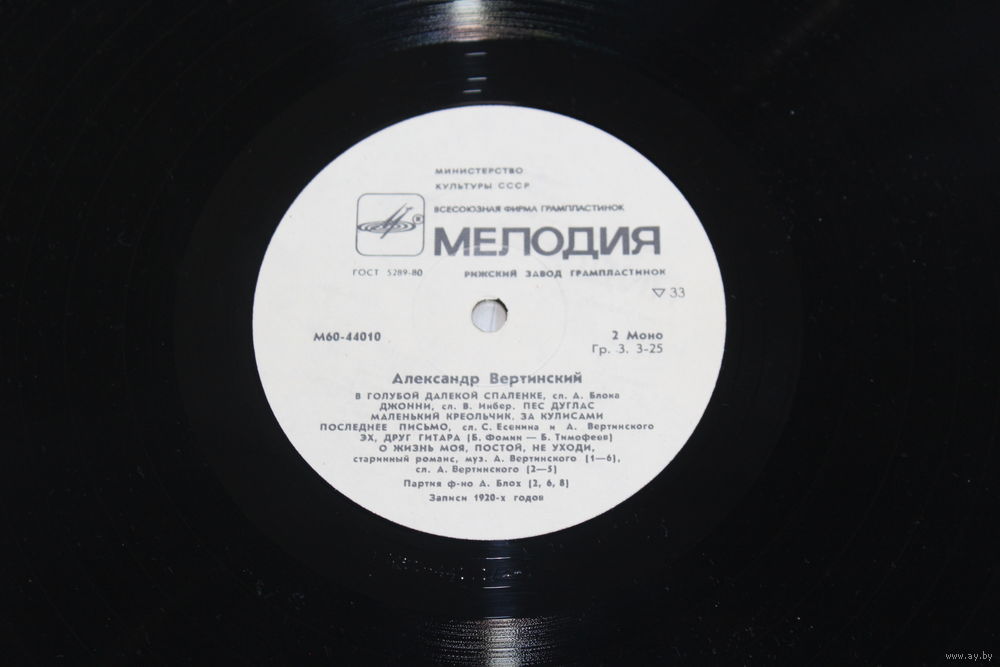 МИНИСТЕРСТВО
КУЛЬТУРЫ СССР
ВСЕСОЮЗНАЯ ФИРМА ГРАМПЛАСТИНОК
МЕЛОДИЯ
ГОСТ 5289-80 РИЖСКИЙ ЗАВОД ГРАМПЛАСТИНОК
▽ 33
М60-44010 2 Моно
Гр. 3. 3-25
Александр Вертинский
В ГОЛУБОЙ ДАЛЕКОЙ СПАЛЕНКЕ, сл. А. Блока
ДЖОННИ, сл. В. Инбер. ПЕС ДУГЛАС
МАЛЕНЬКИЙ КРЕОЛЬЧИК. ЗА КУЛИСАМИ
ПОСЛЕДНЕЕ ПИСЬМО, сл. С. Есенина и А. Вертинского
ЭХ, ДРУГ ГИТАРА (Б. Фомин — Б. Тимофеев)
О ЖИЗНЬ МОЯ, ПОСТОЙ, НЕ УХОДИ,
старинный романс, муз. А. Вертинского (1—6),
сл. А. Вертинского (2—5)
Партия ф-но А. Блох (2, 6, 8)
Записи 1920-х годов
www.ay.by